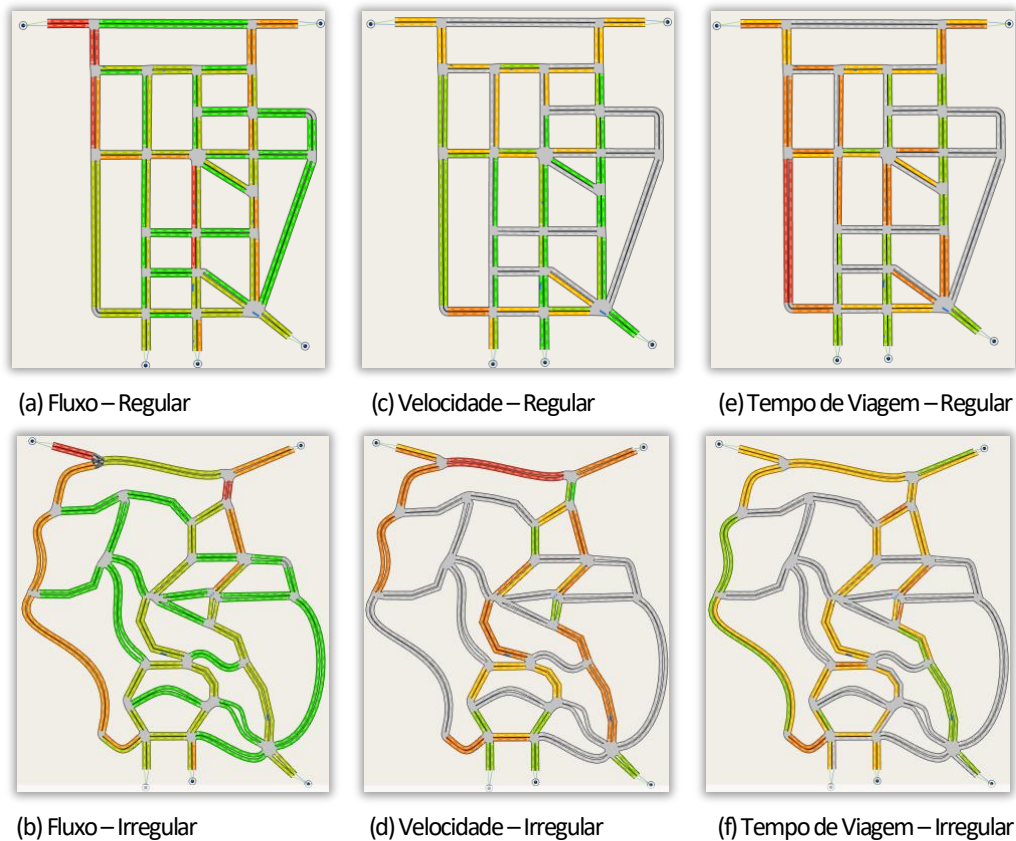 (a) Fluxo – Regular
(c) Velocidade – Regular
(e) Tempo de Viagem – Regular
(b) Fluxo – Irregular
(d) Velocidade – Irregular
(f) Tempo de Viagem – Irregular